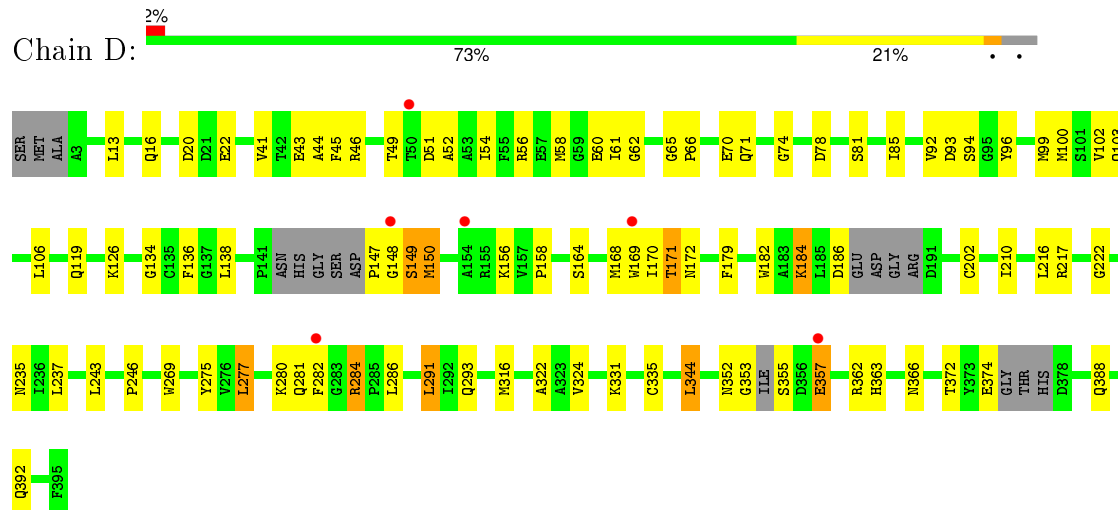 2%
Chain D:
73% 21% • •
SER MET ALA A3 L13 Q16 D20 D21 E22 V41 T42 E43 A44 F45 R46 T49 T50 D51 A52 A53 I54 F55 R56 E57 M58 G59 E60 I61 G62 G65 P66 E70 Q71 G74 D78 S81 I85 V92 D93 S94 G95 Y96 M99 M100 S101 V102 Q103
L106 Q119 K126 G134 C135 F136 G137 L138 P141 ASN HIS GLY SER ASP P147 G148 S149 M150 A154 R155 K156 V157 P158 S164 M168 W169 I170 T171 N172 F179 W182 A183 K184 L185 D186 GLU ASP GLY ARG D191 C202 I210 L216 R217 G222
N235 I236 L237 L243 P246 W269 Y275 V276 L277 K280 Q281 F282 G283 R284 P285 L286 L291 I292 Q293 M316 A322 A323 V324 K331 C335 L344 N352 G353 ILE S355 D356 E357 R362 H363 N366 T372 Y373 E374 GLY THR HIS D378 Q388
Q392 F395